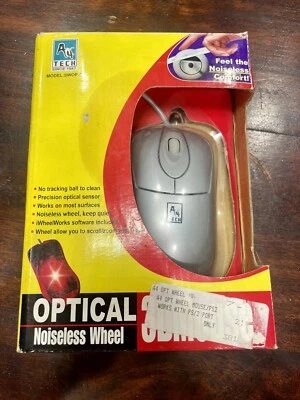 A4
TECH
MODEL: SWOP
Feel the
Noiseless
Comfort!
• No tracking ball to clean
• Precision optical sensor
• Works on most surfaces
• Noiseless wheel, keep quiet
• iWheelWorks software includ
• Wheel allow you to scroll/zoom
A4
TECH
OPTICAL
Noiseless Wheel
A4 OPT WHEEL MO
A4 OPT WHEEL MOUSE/PS2
WORKS WITH PS/2 PORT
ONLY